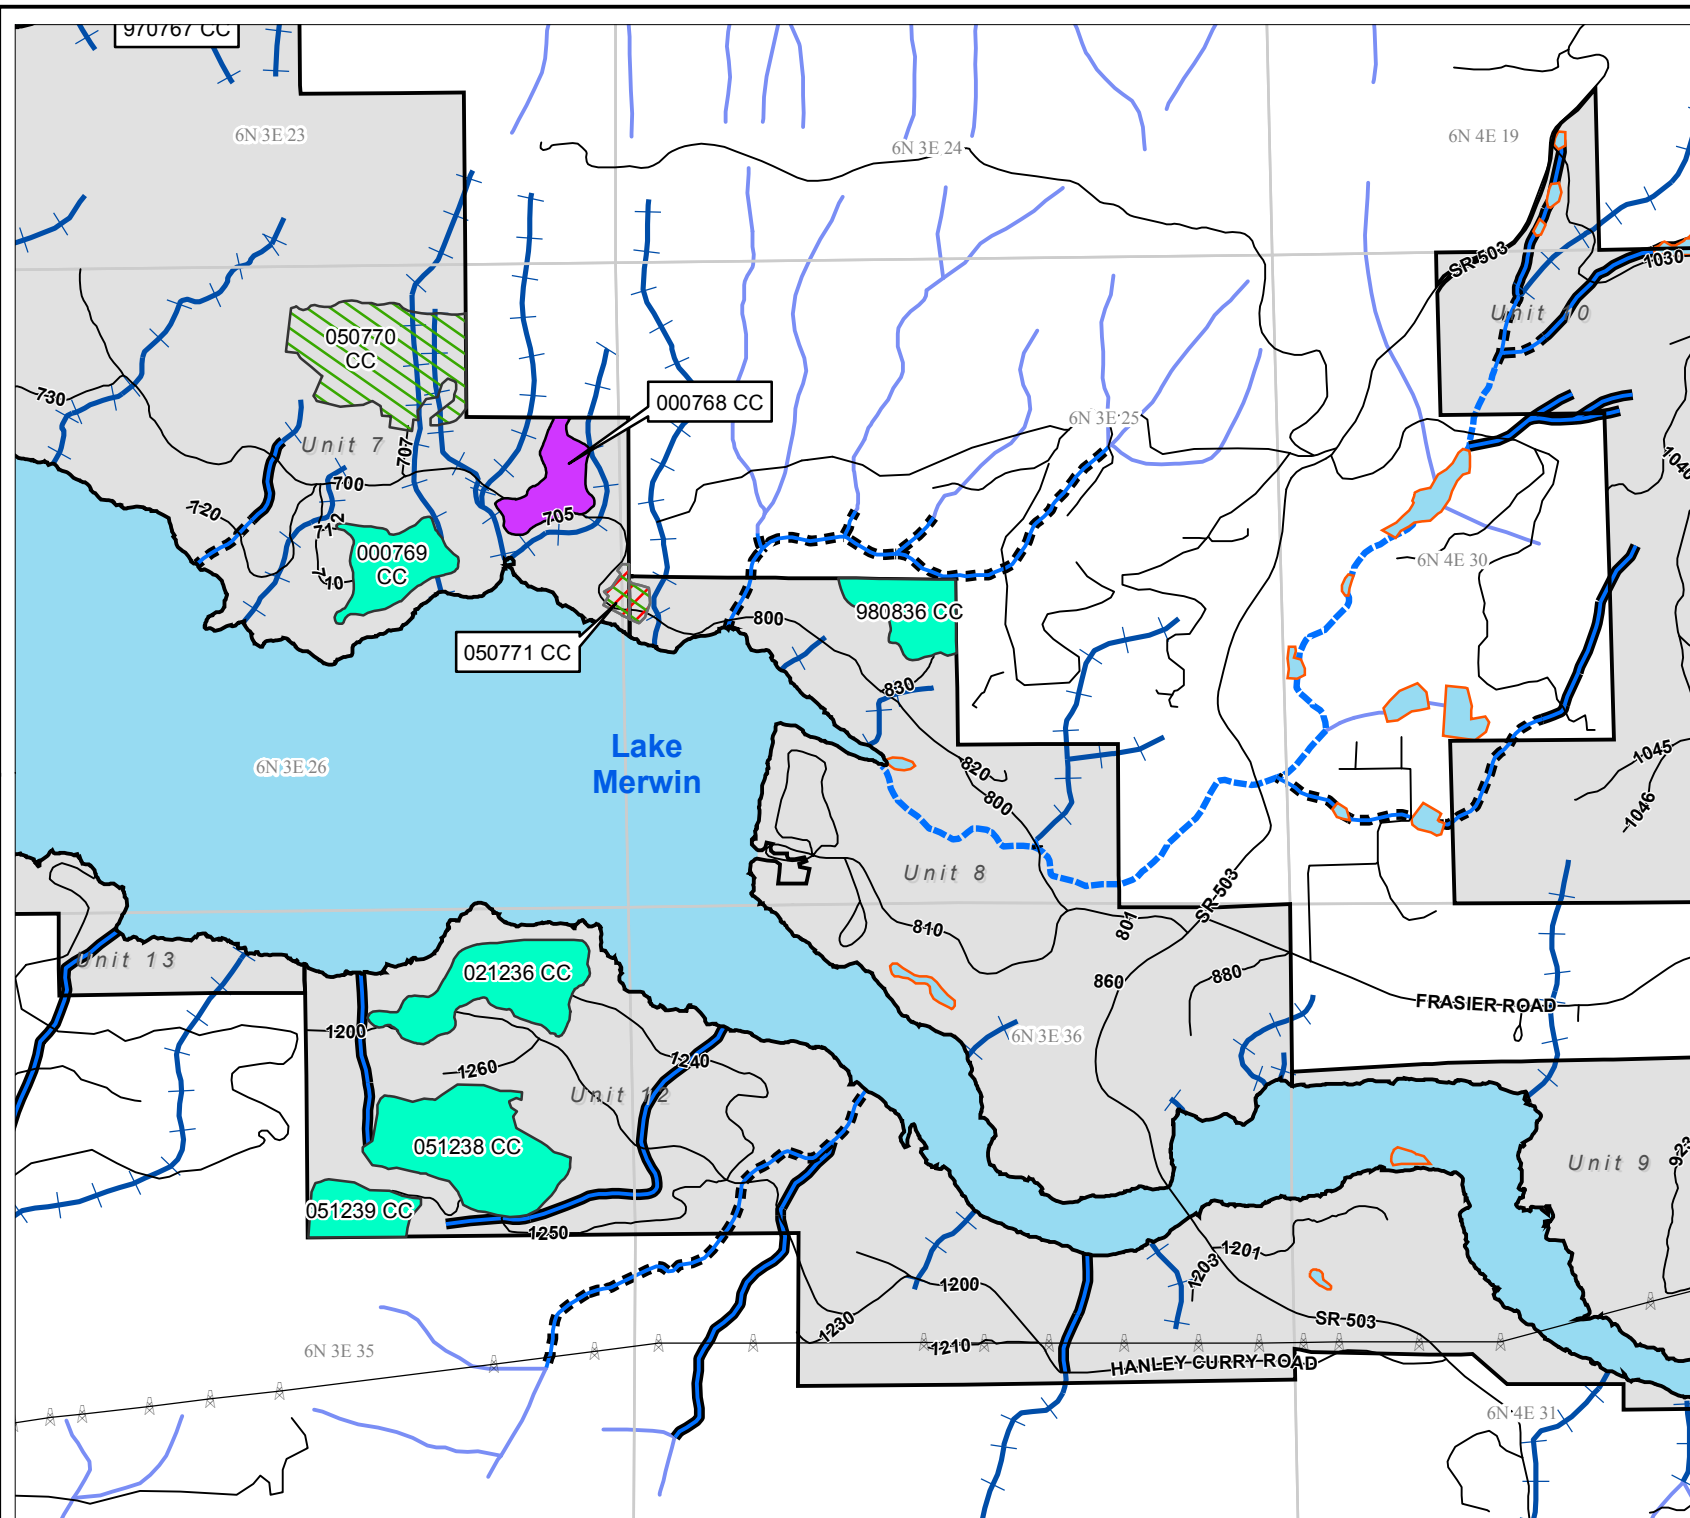 970767 CC
6N 3E 23
6N 3E 24
6N 4E 19
SR 503
1030
Unit 10
050770
CC
730
000768 CC
6N 3E 25
Unit 7
707
700
1040
720
712
705
000769
CC
710
6N 4E 30
800
980836 CC
050771 CC
830
Lake
Merwin
6N 3E 26
820
800
1045
1046
Unit 8
SR 503
810
801
Unit 13
021236 CC
860
880
FRASIER ROAD
1200
6N 3E 36
1240
1260
Unit 12
051238 CC
Unit 9
923
051239 CC
1250
1201
1203
1200
1230
SR 503
1210
HANLEY CURRY ROAD
6N 3E 35
6N 4E 31